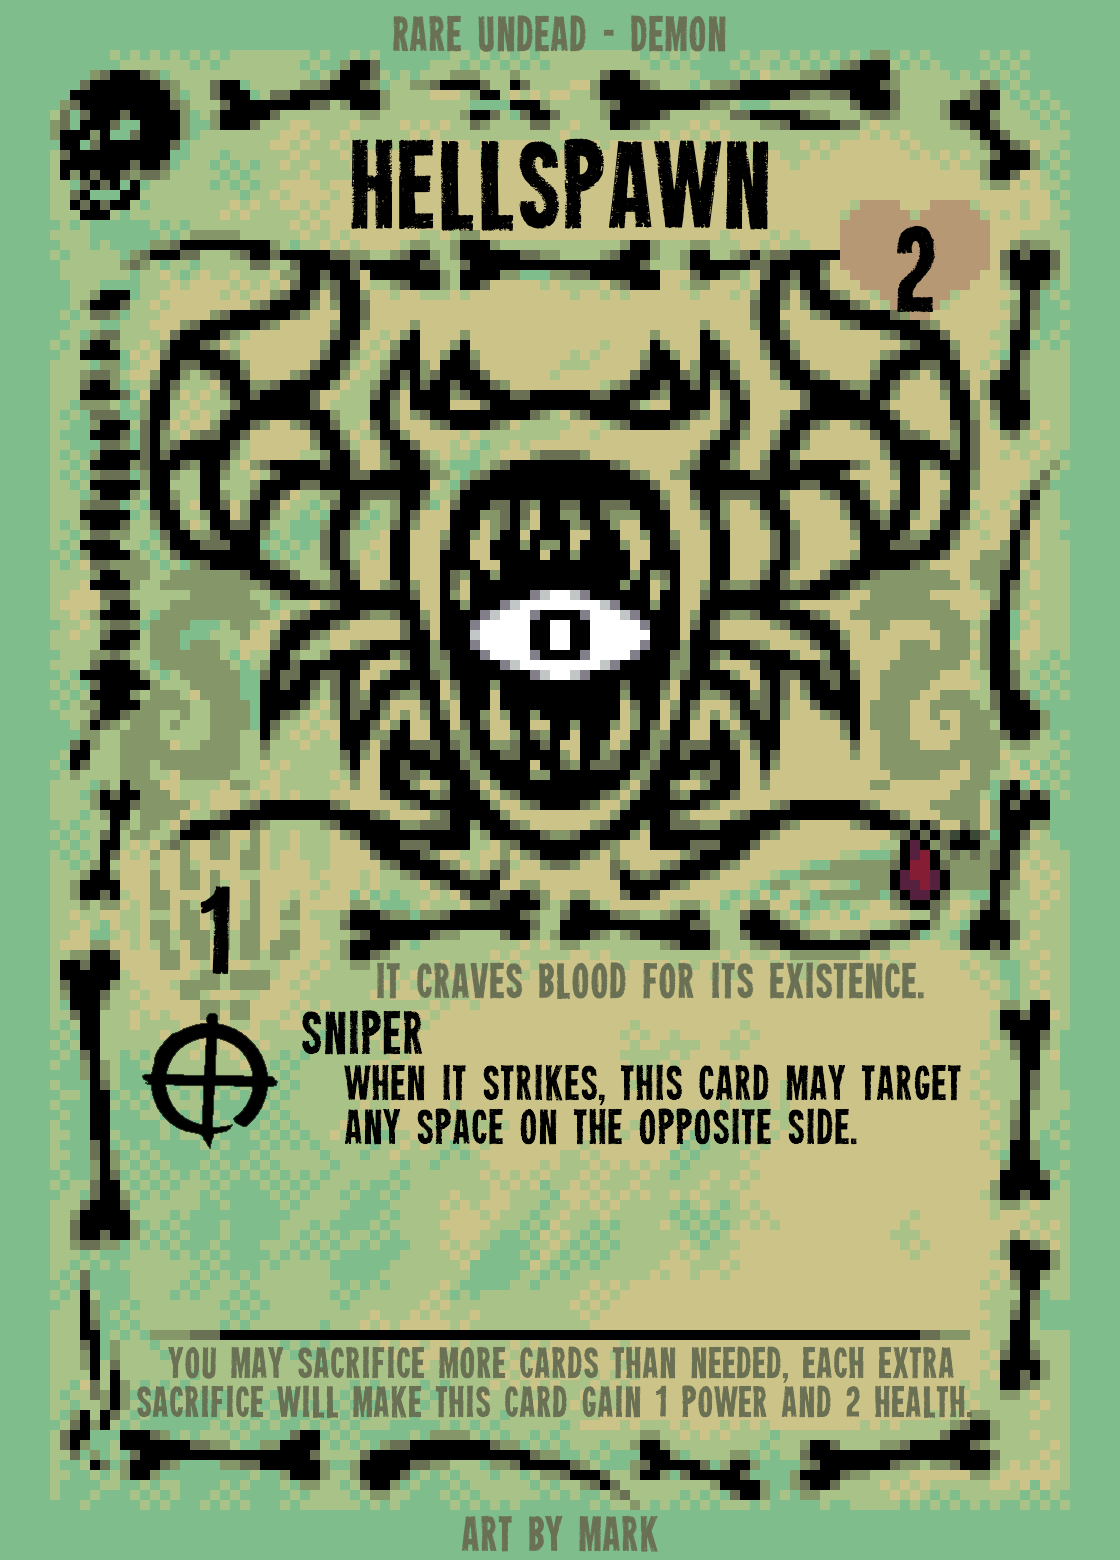 RARE UNDEAD - DEMON
HELLSPAWN
2
1
IT CRAVES BLOOD FOR ITS EXISTENCE.
SNIPER
WHEN IT STRIKES, THIS CARD MAY TARGET
ANY SPACE ON THE OPPOSITE SIDE.
YOU MAY SACRIFICE MORE CARDS THAN NEEDED, EACH EXTRA
SACRIFICE WILL MAKE THIS CARD GAIN 1 POWER AND 2 HEALTH.
ART BY MARK